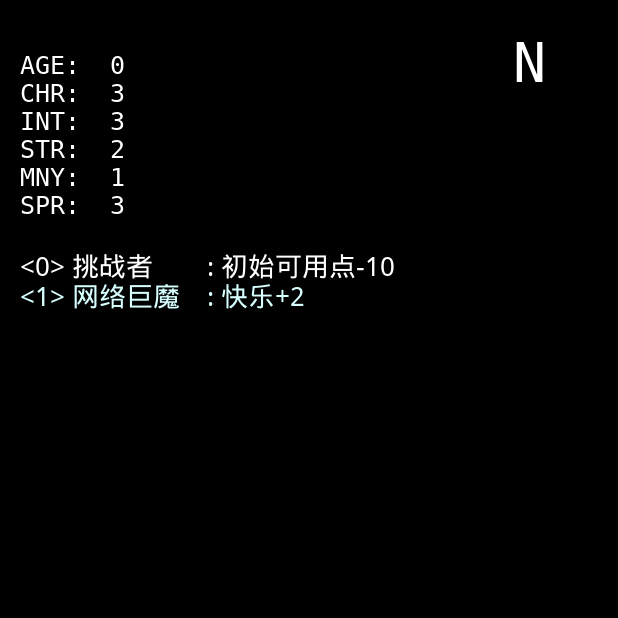 N
AGE: 0
CHR: 3
INT: 3
STR: 2
MNY: 1
SPR: 3
<0> 挑战者 : 初始可用点-10
<1> 网络巨魔 : 快乐+2